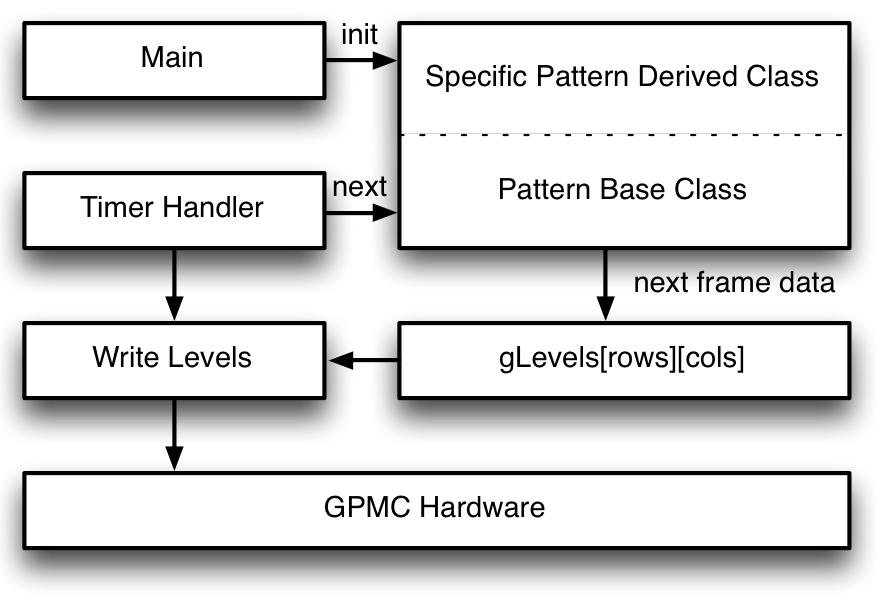 Main
init
Specific Pattern Derived Class
Timer Handler
next
Pattern Base Class
next frame data
Write Levels
gLevels[rows][cols]
GPMC Hardware